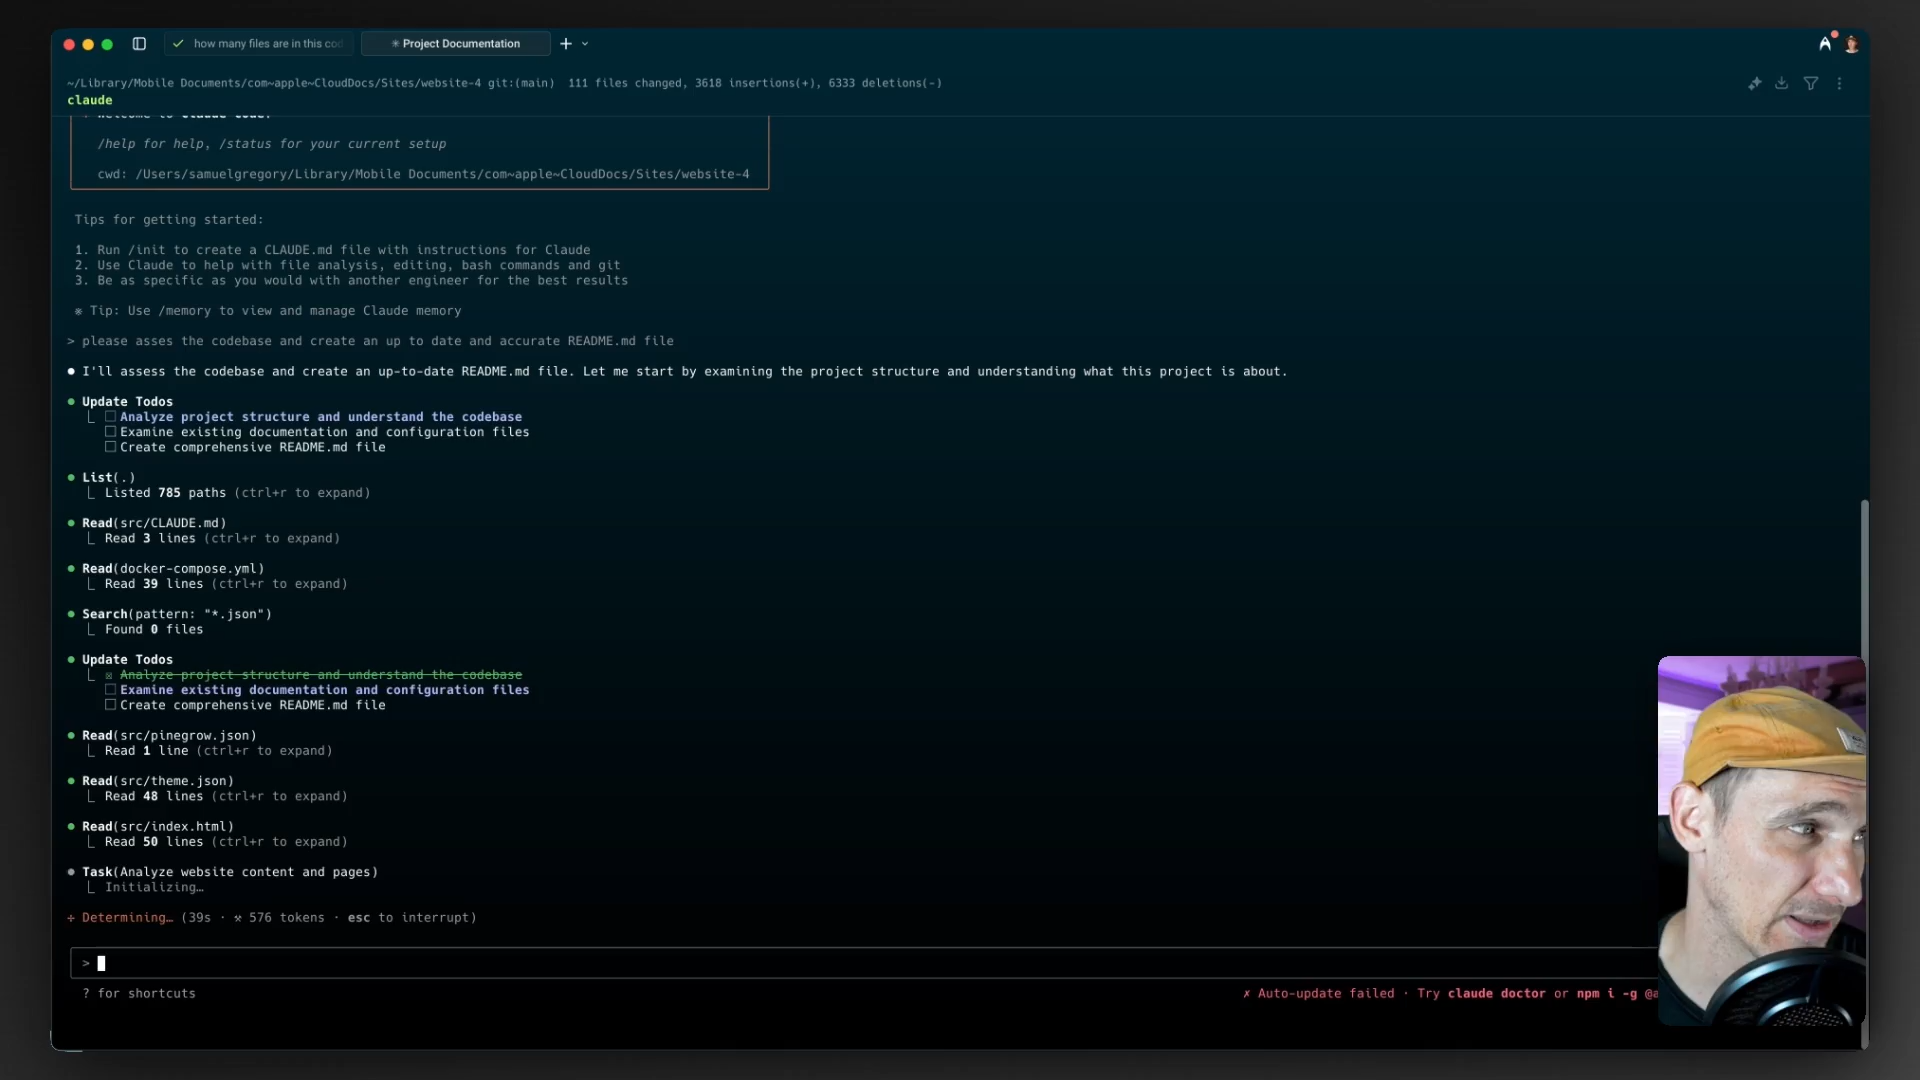 how many files are in this cod
✳ Project Documentation
~/Library/Mobile Documents/com~apple~CloudDocs/Sites/website-4 git:(main)  111 files changed, 3618 insertions(+), 6333 deletions(-)
claude
Welcome to Claude Code!
/help for help, /status for your current setup
cwd: /Users/samuelgregory/Library/Mobile Documents/com~apple~CloudDocs/Sites/website-4
Tips for getting started:
1. Run /init to create a CLAUDE.md file with instructions for Claude
2. Use Claude to help with file analysis, editing, bash commands and git
3. Be as specific as you would with another engineer for the best results
※ Tip: Use /memory to view and manage Claude memory
> please asses the codebase and create an up to date and accurate README.md file
● I'll assess the codebase and create an up-to-date README.md file. Let me start by examining the project structure and understanding what this project is about.
● Update Todos
⎿ ☐ Analyze project structure and understand the codebase
☐ Examine existing documentation and configuration files
☐ Create comprehensive README.md file
● List(.)
⎿ Listed 785 paths (ctrl+r to expand)
● Read(src/CLAUDE.md)
⎿ Read 3 lines (ctrl+r to expand)
● Read(docker-compose.yml)
⎿ Read 39 lines (ctrl+r to expand)
● Search(pattern: "*.json")
⎿ Found 0 files
● Update Todos
⎿ ☒ Analyze project structure and understand the codebase
☐ Examine existing documentation and configuration files
☐ Create comprehensive README.md file
● Read(src/pinegrow.json)
⎿ Read 1 line (ctrl+r to expand)
● Read(src/theme.json)
⎿ Read 48 lines (ctrl+r to expand)
● Read(src/index.html)
⎿ Read 50 lines (ctrl+r to expand)
● Task(Analyze website content and pages)
⎿ Initializing…
✢ Determining… (39s · ⚒ 576 tokens · esc to interrupt)
>
? for shortcuts
✗ Auto-update failed · Try claude doctor or npm i -g @a